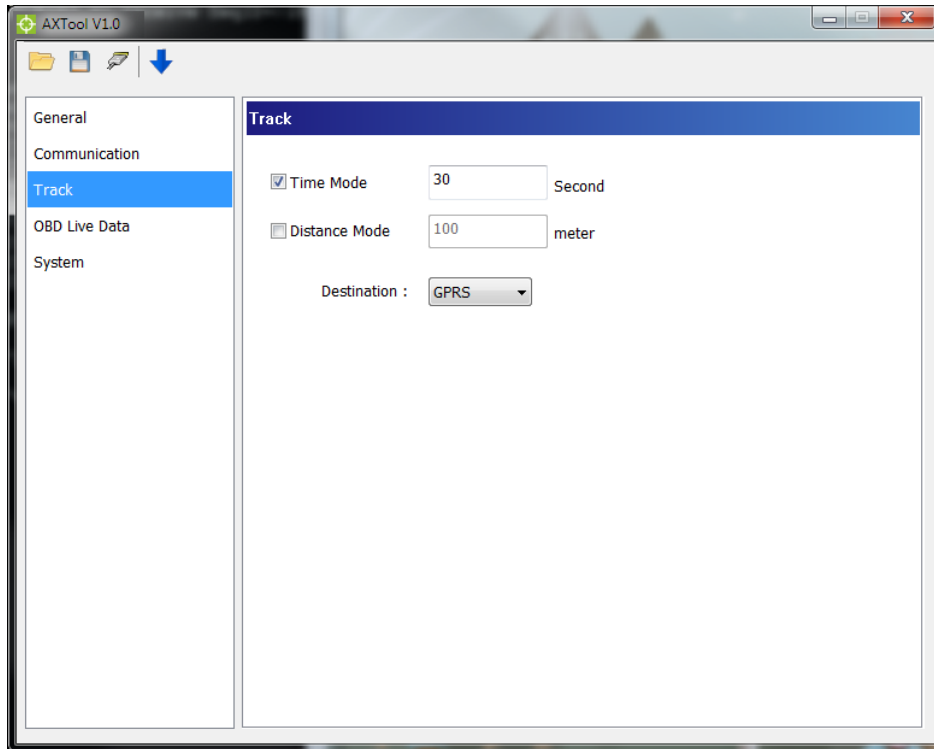 AXTool V1.0
General
Communication
Track
OBD Live Data
System
Track
Time Mode 30 Second
Distance Mode 100 meter
Destination : GPRS